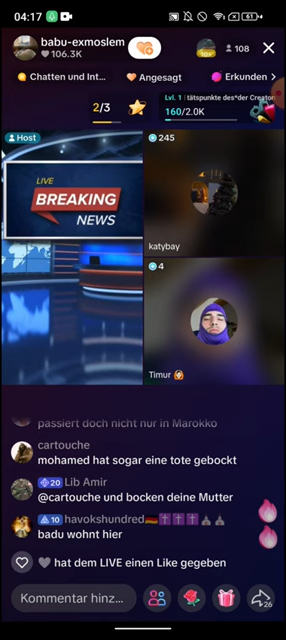 04:17
61
babu-exmoslem
106.3K
10+
108
Chatten und Int...
Angesagt
Erkunden
2/3
Lvl. 1
tätspunkte des*der Creator
160/2.0K
Host
LIVE
BREAKING
NEWS
245
katybay
4
Timur
passiert doch nicht nur in Marokko
cartouche
mohamed hat sogar eine tote gebockt
20 Lib Amir
@cartouche und bocken deine Mutter
10 havokshundred
badu wohnt hier
hat dem LIVE einen Like gegeben
Kommentar hinz...
26